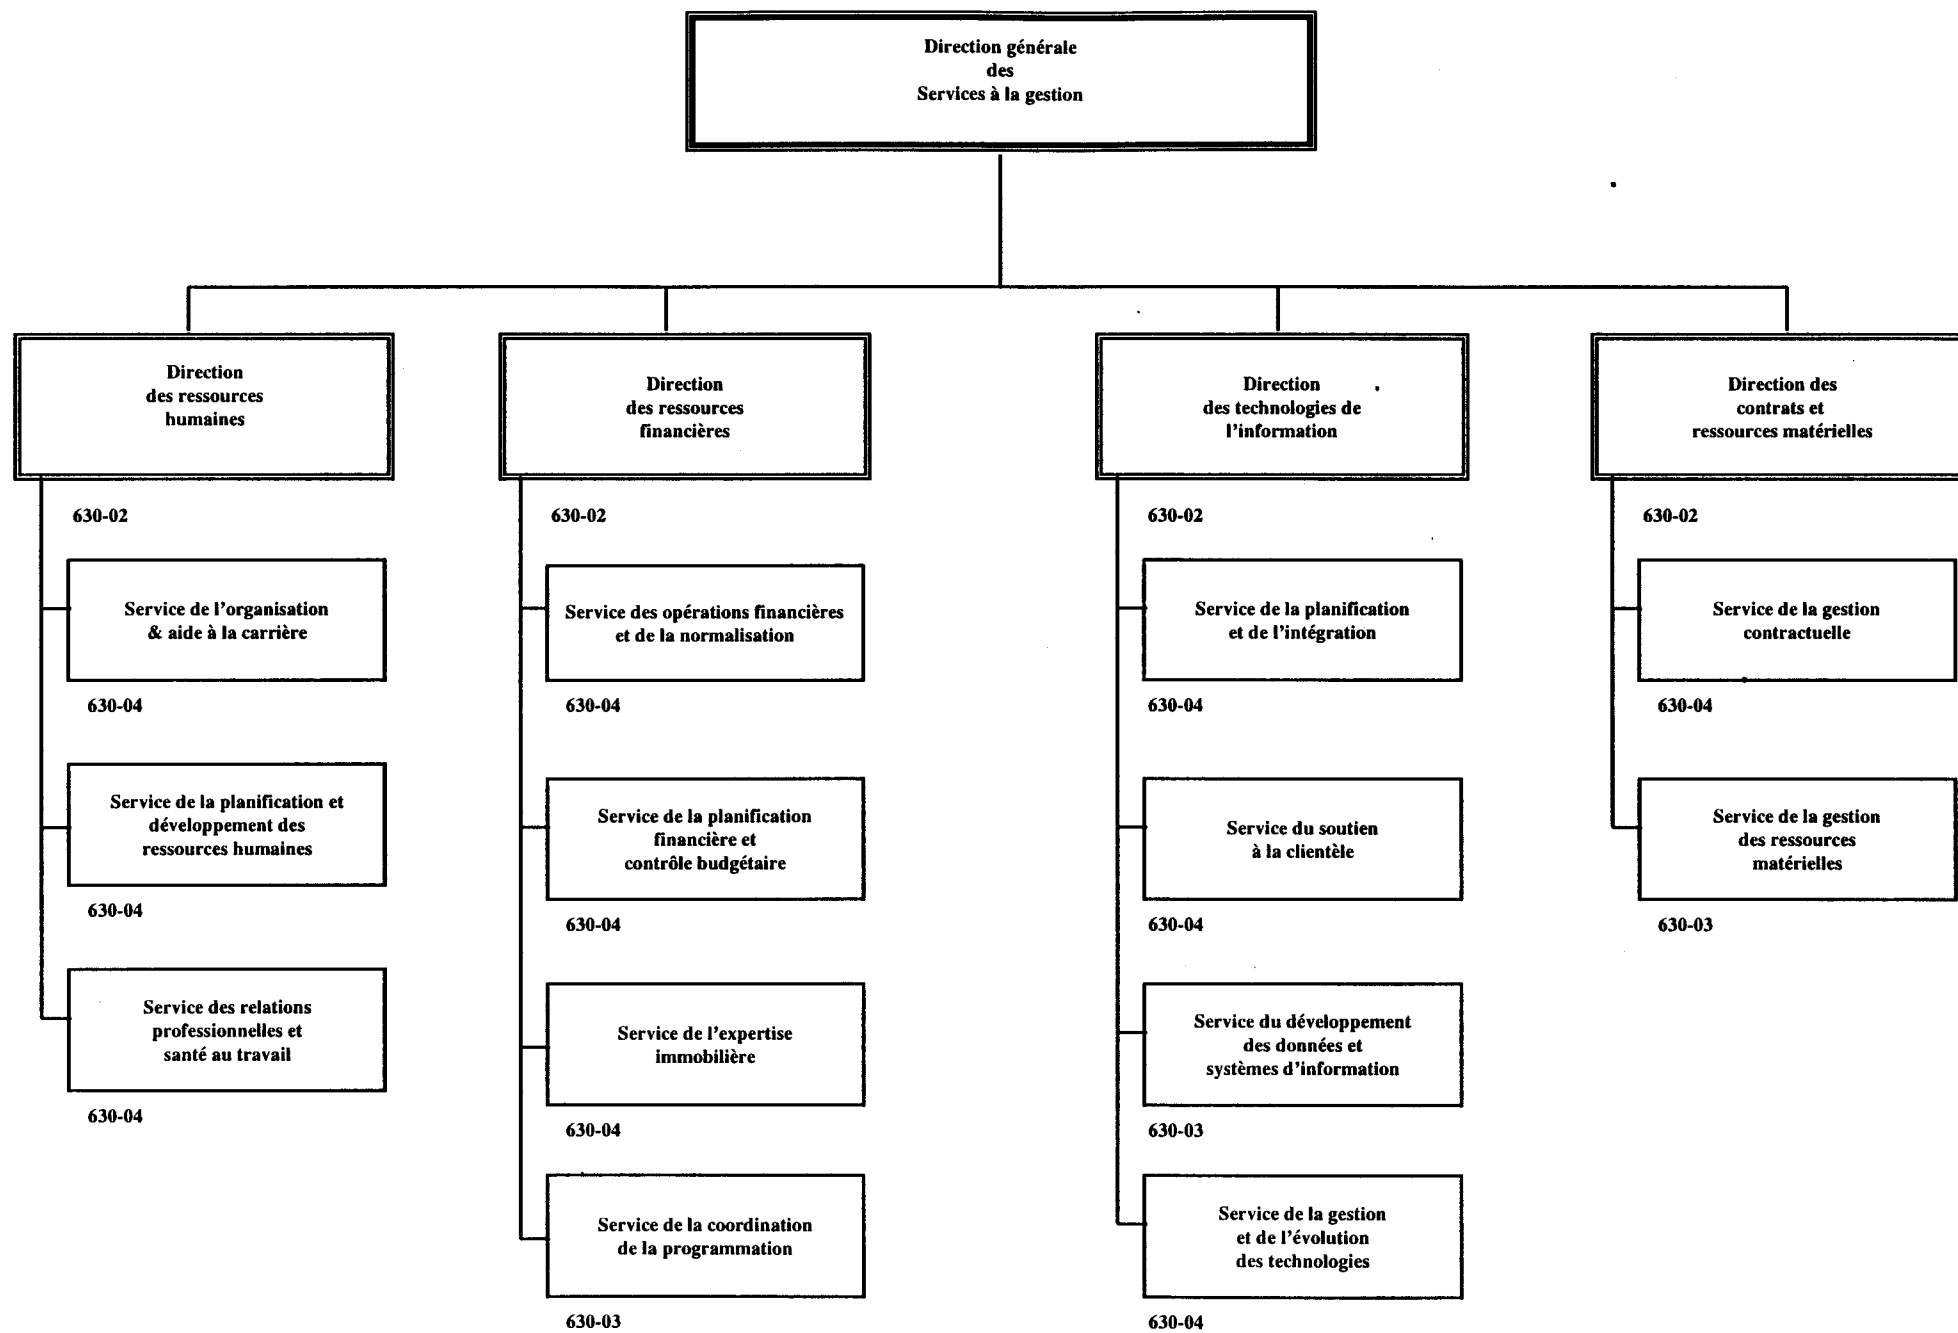 Direction générale
des
Services à la gestion
Direction
des ressources
humaines
630-02
Service de l'organisation
& aide à la carrière
630-04
Service de la planification et
développement des
ressources humaines
630-04
Service des relations
professionnelles et
santé au travail
630-04
Direction
des ressources
financières
630-02
Service des opérations financières
et de la normalisation
630-04
Service de la planification
financière et
contrôle budgétaire
630-04
Service de l'expertise
immobilière
630-04
Service de la coordination
de la programmation
630-03
Direction
des technologies de
l'information
630-02
Service de la planification
et de l'intégration
630-04
Service du soutien
à la clientèle
630-04
Service du développement
des données et
systèmes d'information
630-03
Service de la gestion
et de l'évolution
des technologies
630-04
Direction des
contrats et
ressources matérielles
630-02
Service de la gestion
contractuelle
630-04
Service de la gestion
des ressources
matérielles
630-03